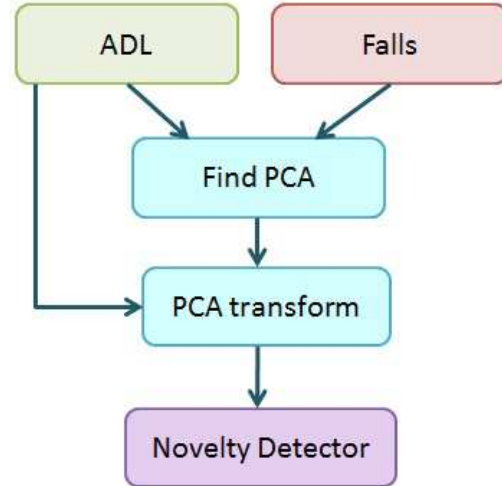 ADL
Falls
Find PCA
PCA transform
Novelty Detector